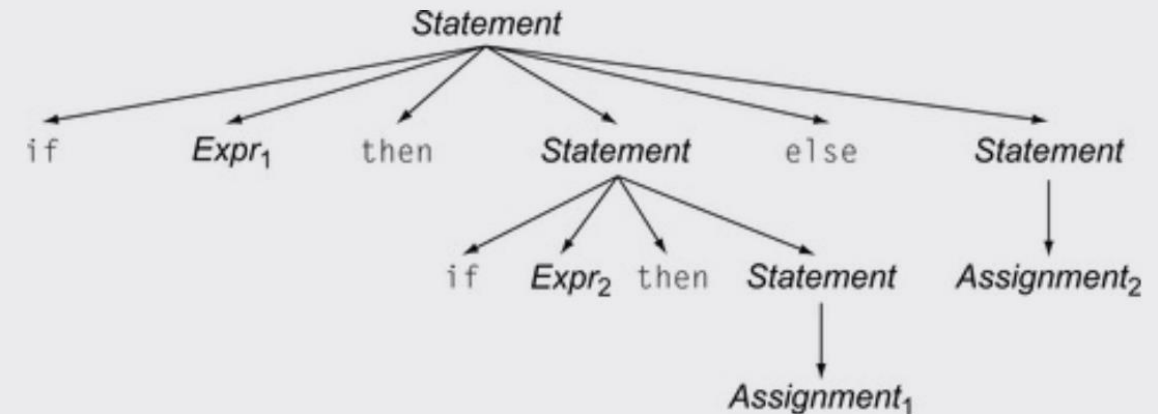 Statement
if Expr₁ then Statement else Statement
if Expr₂ then Statement Assignment₂
Assignment₁